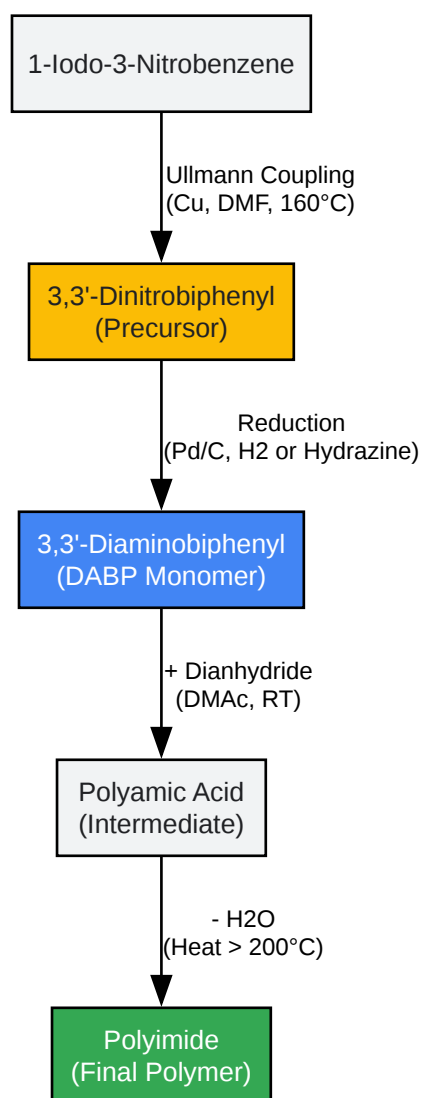 1-Iodo-3-Nitrobenzene
Ullmann Coupling
(Cu, DMF, 160°C)
3,3'-Dinitrobiphenyl
(Precursor)
Reduction
(Pd/C, H2 or Hydrazine)
3,3'-Diaminobiphenyl
(DABP Monomer)
+ Dianhydride
(DMAc, RT)
Polyamic Acid
(Intermediate)
- H2O
(Heat > 200°C)
Polyimide
(Final Polymer)